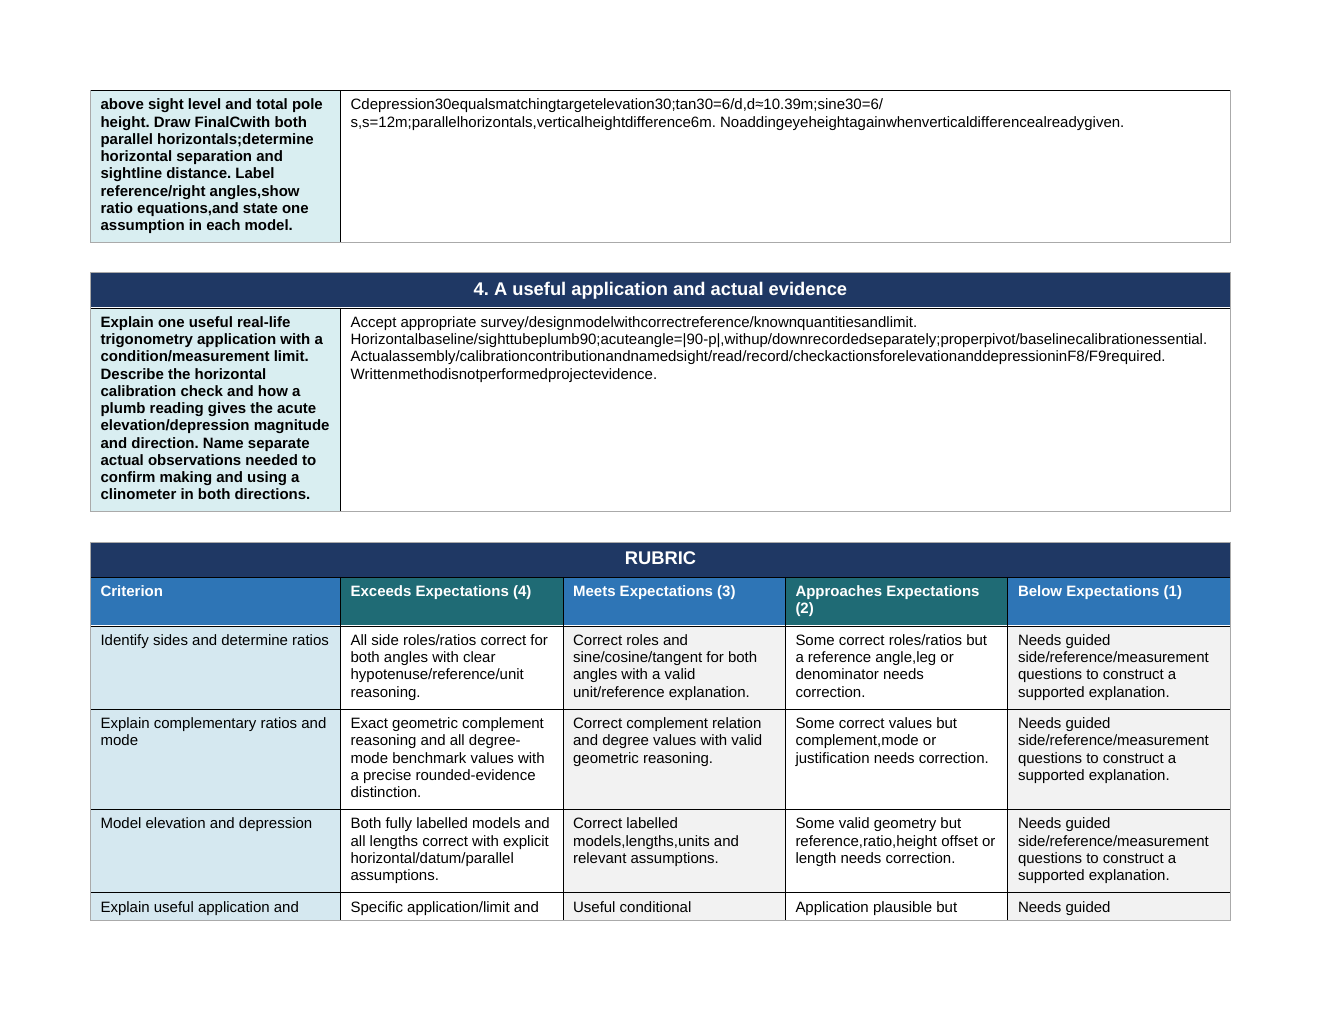 above sight level and total pole
height. Draw FinalCwith both
parallel horizontals;determine
horizontal separation and
sightline distance. Label
reference/right angles,show
ratio equations,and state one
assumption in each model.
Cdepression30equalsmatchingtargetelevation30;tan30=6/d,d≈10.39m;sine30=6/
s,s=12m;parallelhorizontals,verticalheightdifference6m. Noaddingeyeheightagainwhenverticaldifferencealreadygiven.
4. A useful application and actual evidence
Explain one useful real-life
trigonometry application with a
condition/measurement limit.
Describe the horizontal
calibration check and how a
plumb reading gives the acute
elevation/depression magnitude
and direction. Name separate
actual observations needed to
confirm making and using a
clinometer in both directions.
Accept appropriate survey/designmodelwithcorrectreference/knownquantitiesandlimit.
Horizontalbaseline/sighttubeplumb90;acuteangle=|90-p|,withup/downrecordedseparately;properpivot/baselinecalibrationessential.
Actualassembly/calibrationcontributionandnamedsight/read/record/checkactionsforelevationanddepressioninF8/F9required.
Writtenmethodisnotperformedprojectevidence.
RUBRIC
Criterion
Exceeds Expectations (4)
Meets Expectations (3)
Approaches Expectations
(2)
Below Expectations (1)
Identify sides and determine ratios
All side roles/ratios correct for
both angles with clear
hypotenuse/reference/unit
reasoning.
Correct roles and
sine/cosine/tangent for both
angles with a valid
unit/reference explanation.
Some correct roles/ratios but
a reference angle,leg or
denominator needs
correction.
Needs guided
side/reference/measurement
questions to construct a
supported explanation.
Explain complementary ratios and
mode
Exact geometric complement
reasoning and all degree-
mode benchmark values with
a precise rounded-evidence
distinction.
Correct complement relation
and degree values with valid
geometric reasoning.
Some correct values but
complement,mode or
justification needs correction.
Needs guided
side/reference/measurement
questions to construct a
supported explanation.
Model elevation and depression
Both fully labelled models and
all lengths correct with explicit
horizontal/datum/parallel
assumptions.
Correct labelled
models,lengths,units and
relevant assumptions.
Some valid geometry but
reference,ratio,height offset or
length needs correction.
Needs guided
side/reference/measurement
questions to construct a
supported explanation.
Explain useful application and
Specific application/limit and
Useful conditional
Application plausible but
Needs guided